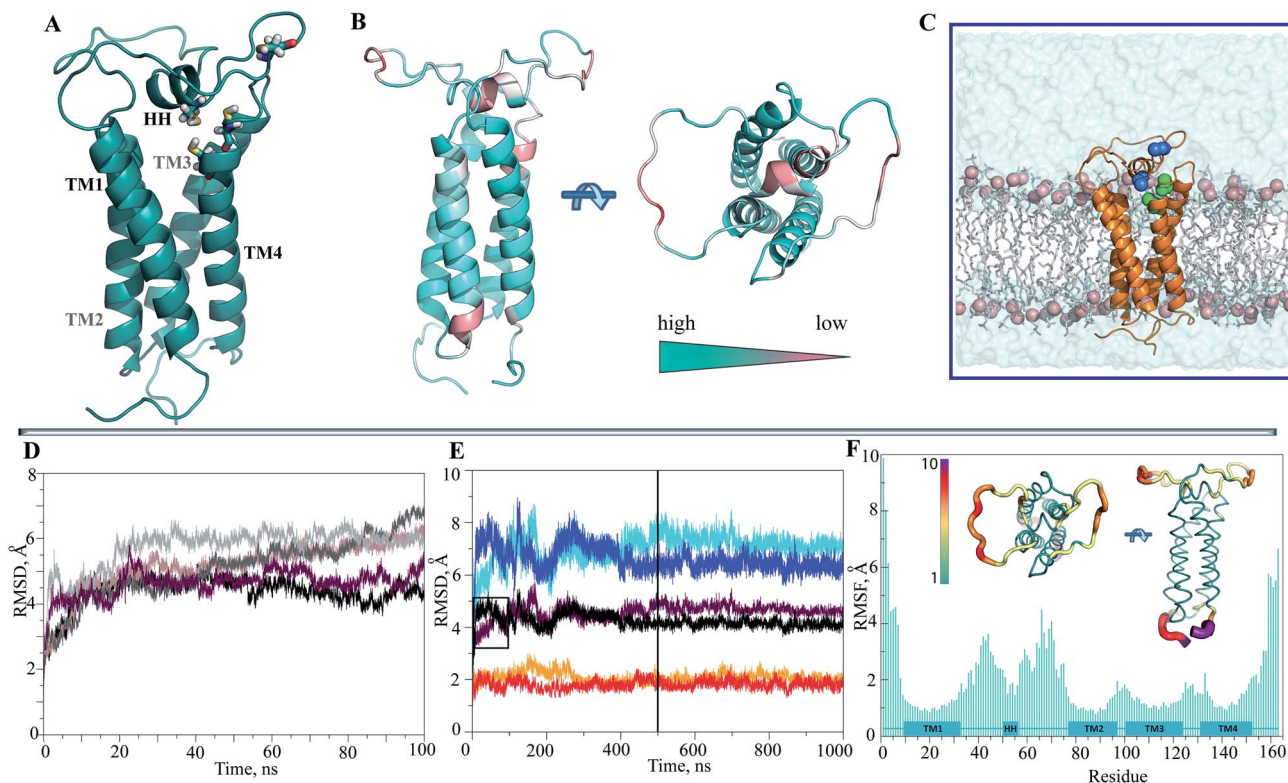 A
HH
TM3
TM1
TM4
TM2
B
high low
C
D
RMSD, Å
8
6
4
2
0
0 20 40 60 80 100
Time, ns
E
RMSD, Å
10
8
6
4
2
0
0 200 400 600 800 1000
Time, ns
F
RMSF, Å
10
8
6
4
2
0
10
1
TM1 HH TM2 TM3 TM4
0 20 40 60 80 100 120 140 160
Residue